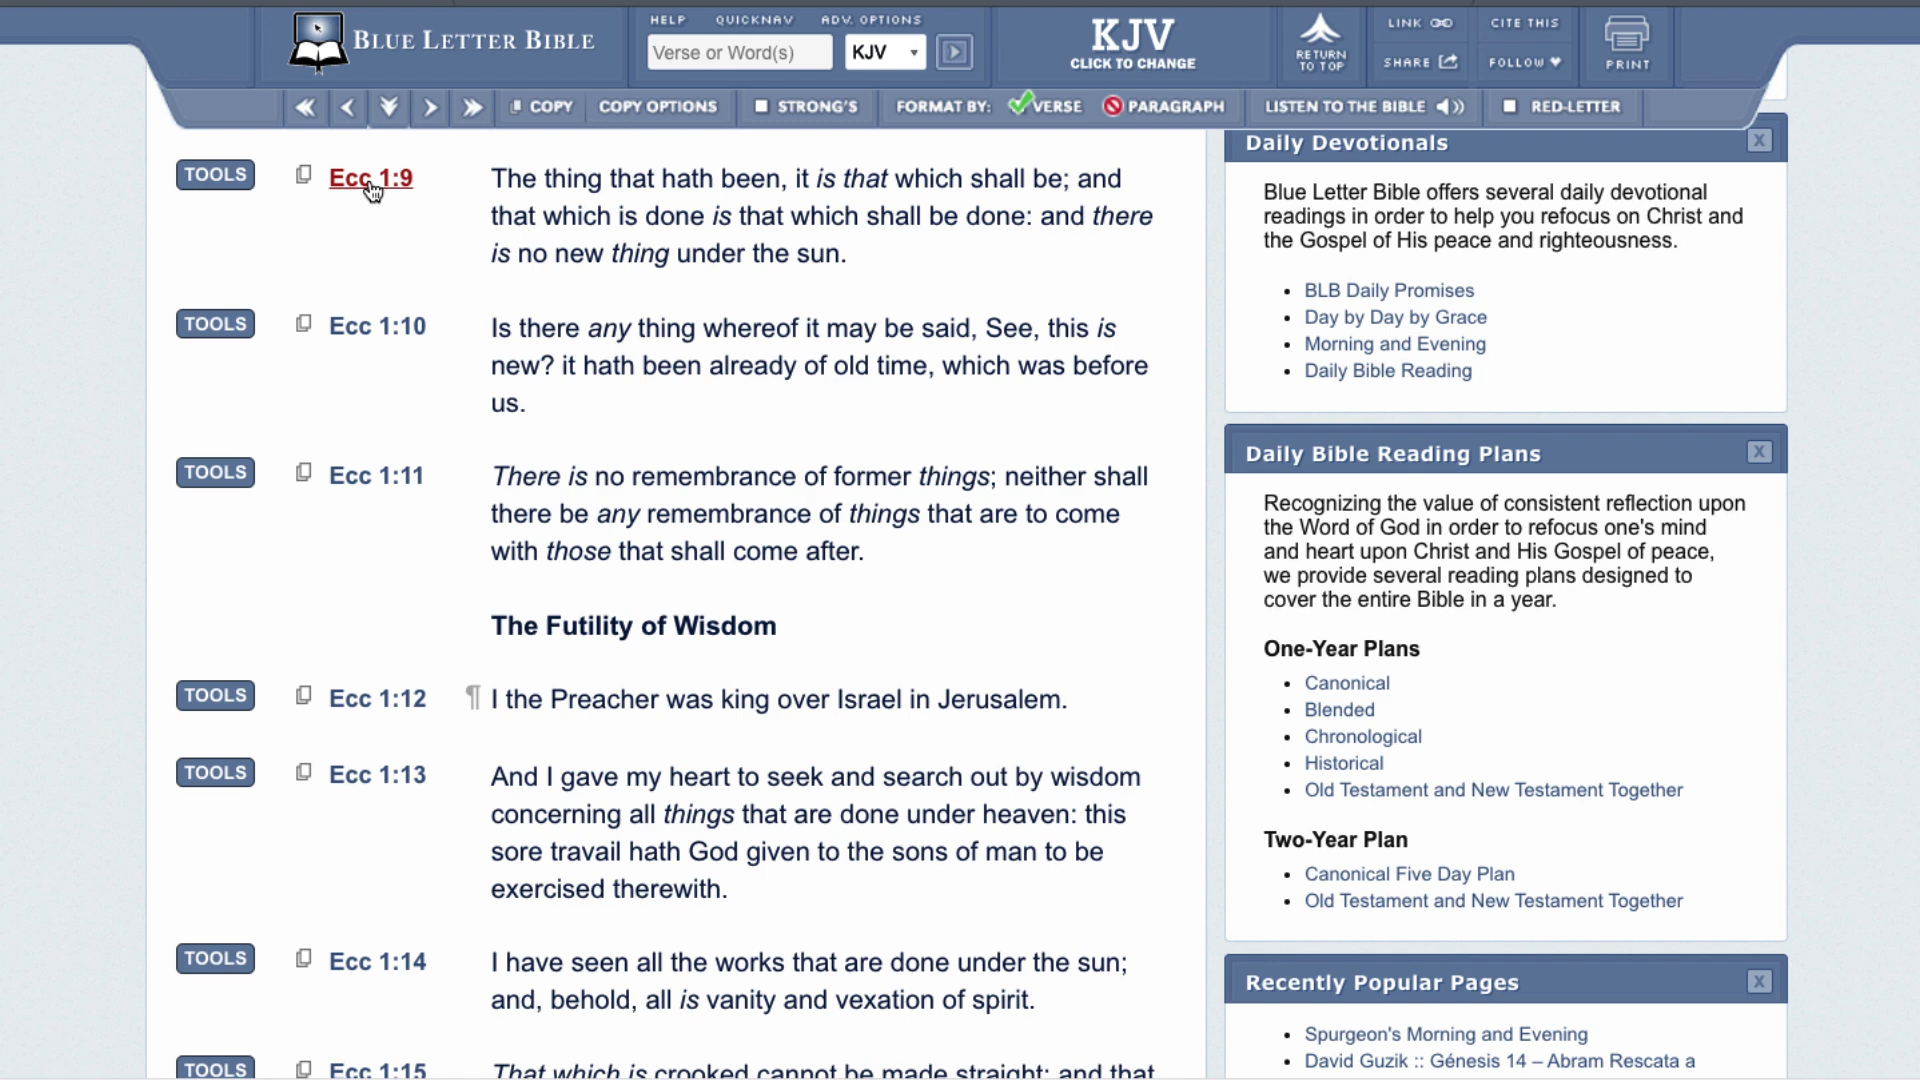 BLUE LETTER BIBLE
HELP QUICKNAV ADV. OPTIONS
Verse or Word(s) KJV
KJV
CLICK TO CHANGE
RETURN
TO TOP
LINK CITE THIS
SHARE FOLLOW
PRINT
COPY COPY OPTIONS STRONG'S FORMAT BY: VERSE PARAGRAPH LISTEN TO THE BIBLE RED-LETTER
TOOLS Ecc 1:9 The thing that hath been, it is that which shall be; and
that which is done is that which shall be done: and there
is no new thing under the sun.
TOOLS Ecc 1:10 Is there any thing whereof it may be said, See, this is
new? it hath been already of old time, which was before
us.
TOOLS Ecc 1:11 There is no remembrance of former things; neither shall
there be any remembrance of things that are to come
with those that shall come after.
The Futility of Wisdom
TOOLS Ecc 1:12 ¶ I the Preacher was king over Israel in Jerusalem.
TOOLS Ecc 1:13 And I gave my heart to seek and search out by wisdom
concerning all things that are done under heaven: this
sore travail hath God given to the sons of man to be
exercised therewith.
TOOLS Ecc 1:14 I have seen all the works that are done under the sun;
and, behold, all is vanity and vexation of spirit.
TOOLS Ecc 1:15 That which is crooked cannot be made straight: and that
Daily Devotionals X
Blue Letter Bible offers several daily devotional
readings in order to help you refocus on Christ and
the Gospel of His peace and righteousness.
• BLB Daily Promises
• Day by Day by Grace
• Morning and Evening
• Daily Bible Reading
Daily Bible Reading Plans X
Recognizing the value of consistent reflection upon
the Word of God in order to refocus one's mind
and heart upon Christ and His Gospel of peace,
we provide several reading plans designed to
cover the entire Bible in a year.
One-Year Plans
• Canonical
• Blended
• Chronological
• Historical
• Old Testament and New Testament Together
Two-Year Plan
• Canonical Five Day Plan
• Old Testament and New Testament Together
Recently Popular Pages X
• Spurgeon's Morning and Evening
• David Guzik :: Génesis 14 – Abram Rescata a